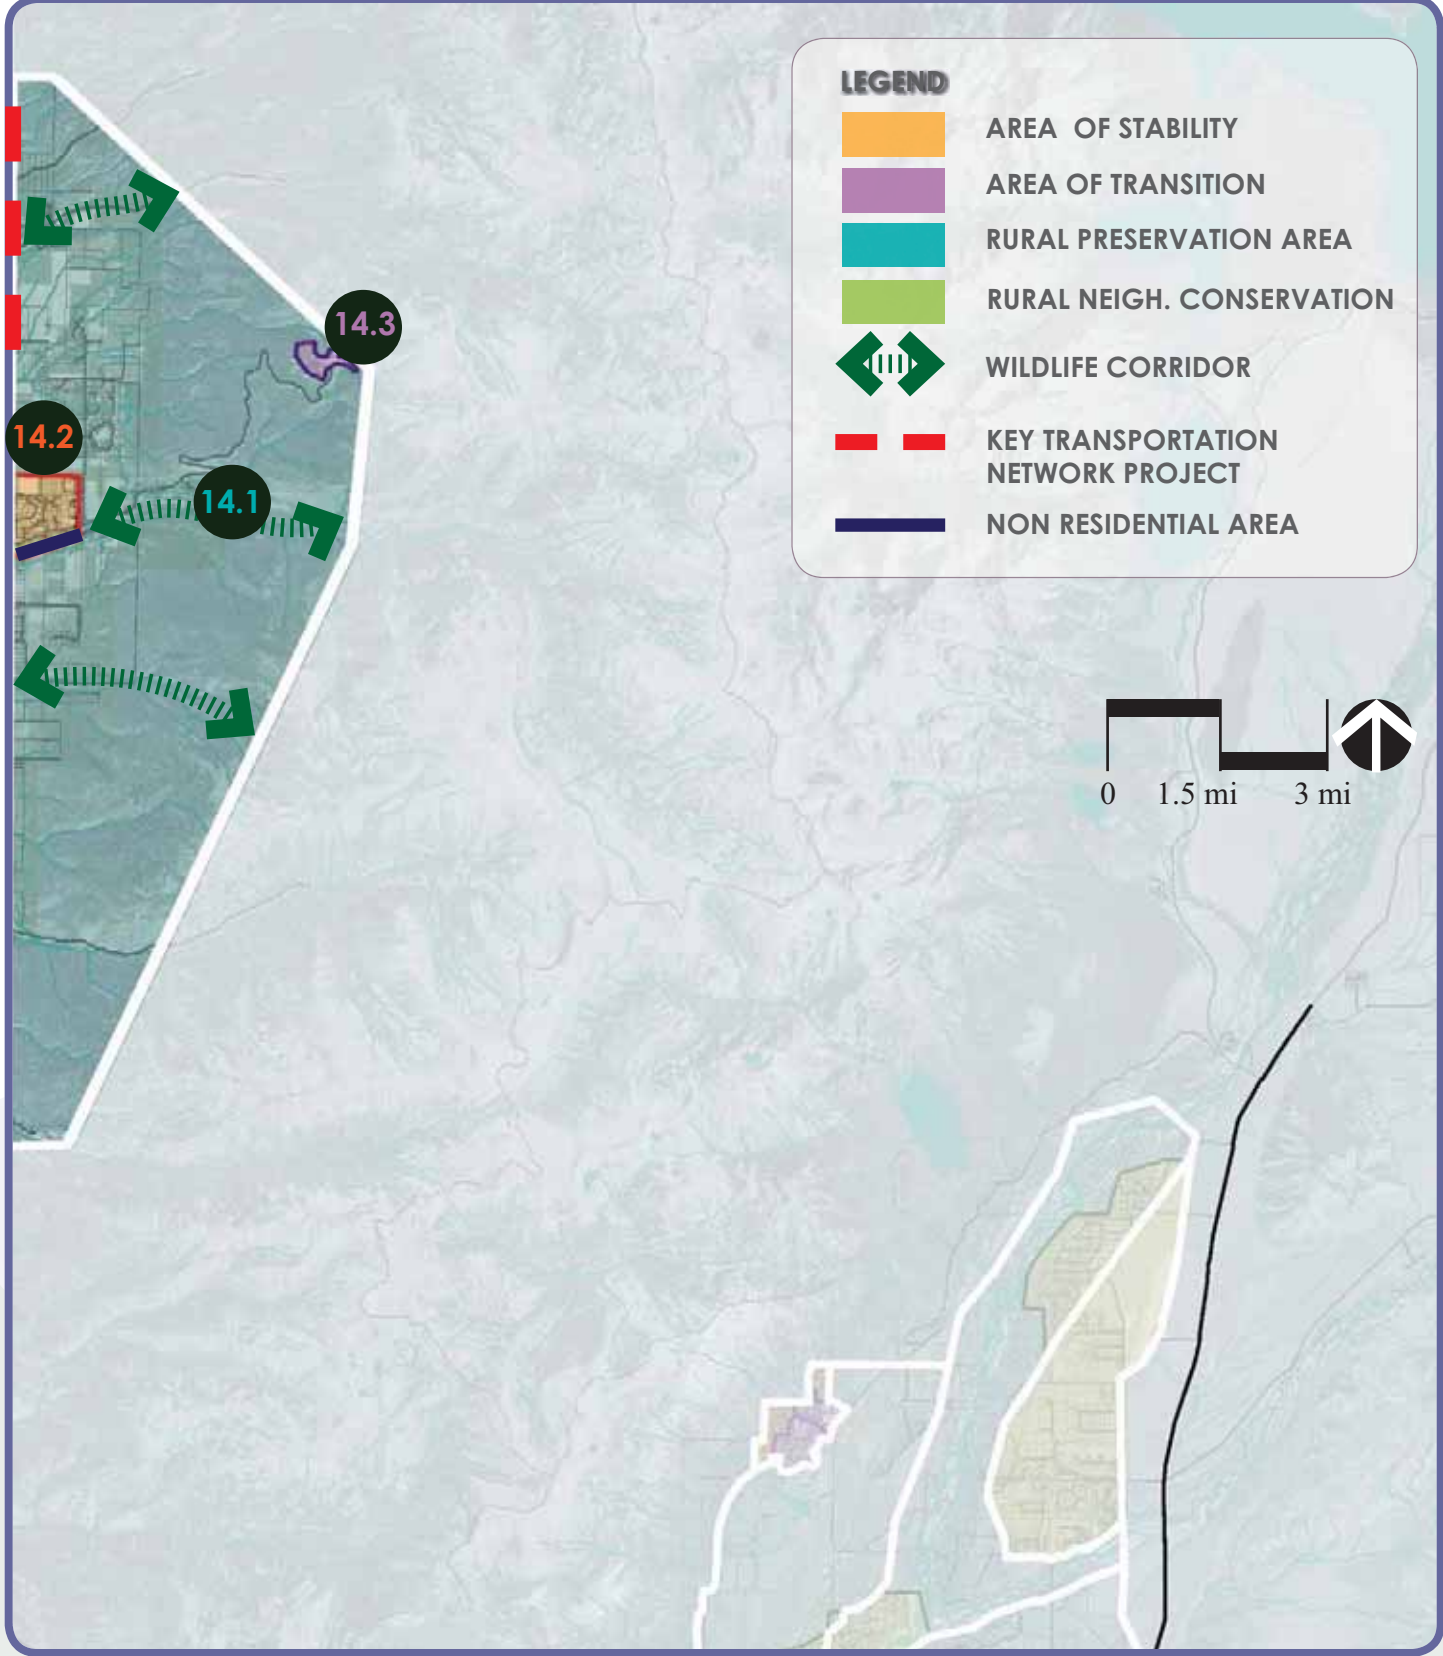 LEGEND
AREA OF STABILITY
AREA OF TRANSITION
RURAL PRESERVATION AREA
RURAL NEIGH. CONSERVATION
WILDLIFE CORRIDOR
KEY TRANSPORTATION
NETWORK PROJECT
NON RESIDENTIAL AREA
14.3
14.2
14.1
0 1.5 mi 3 mi